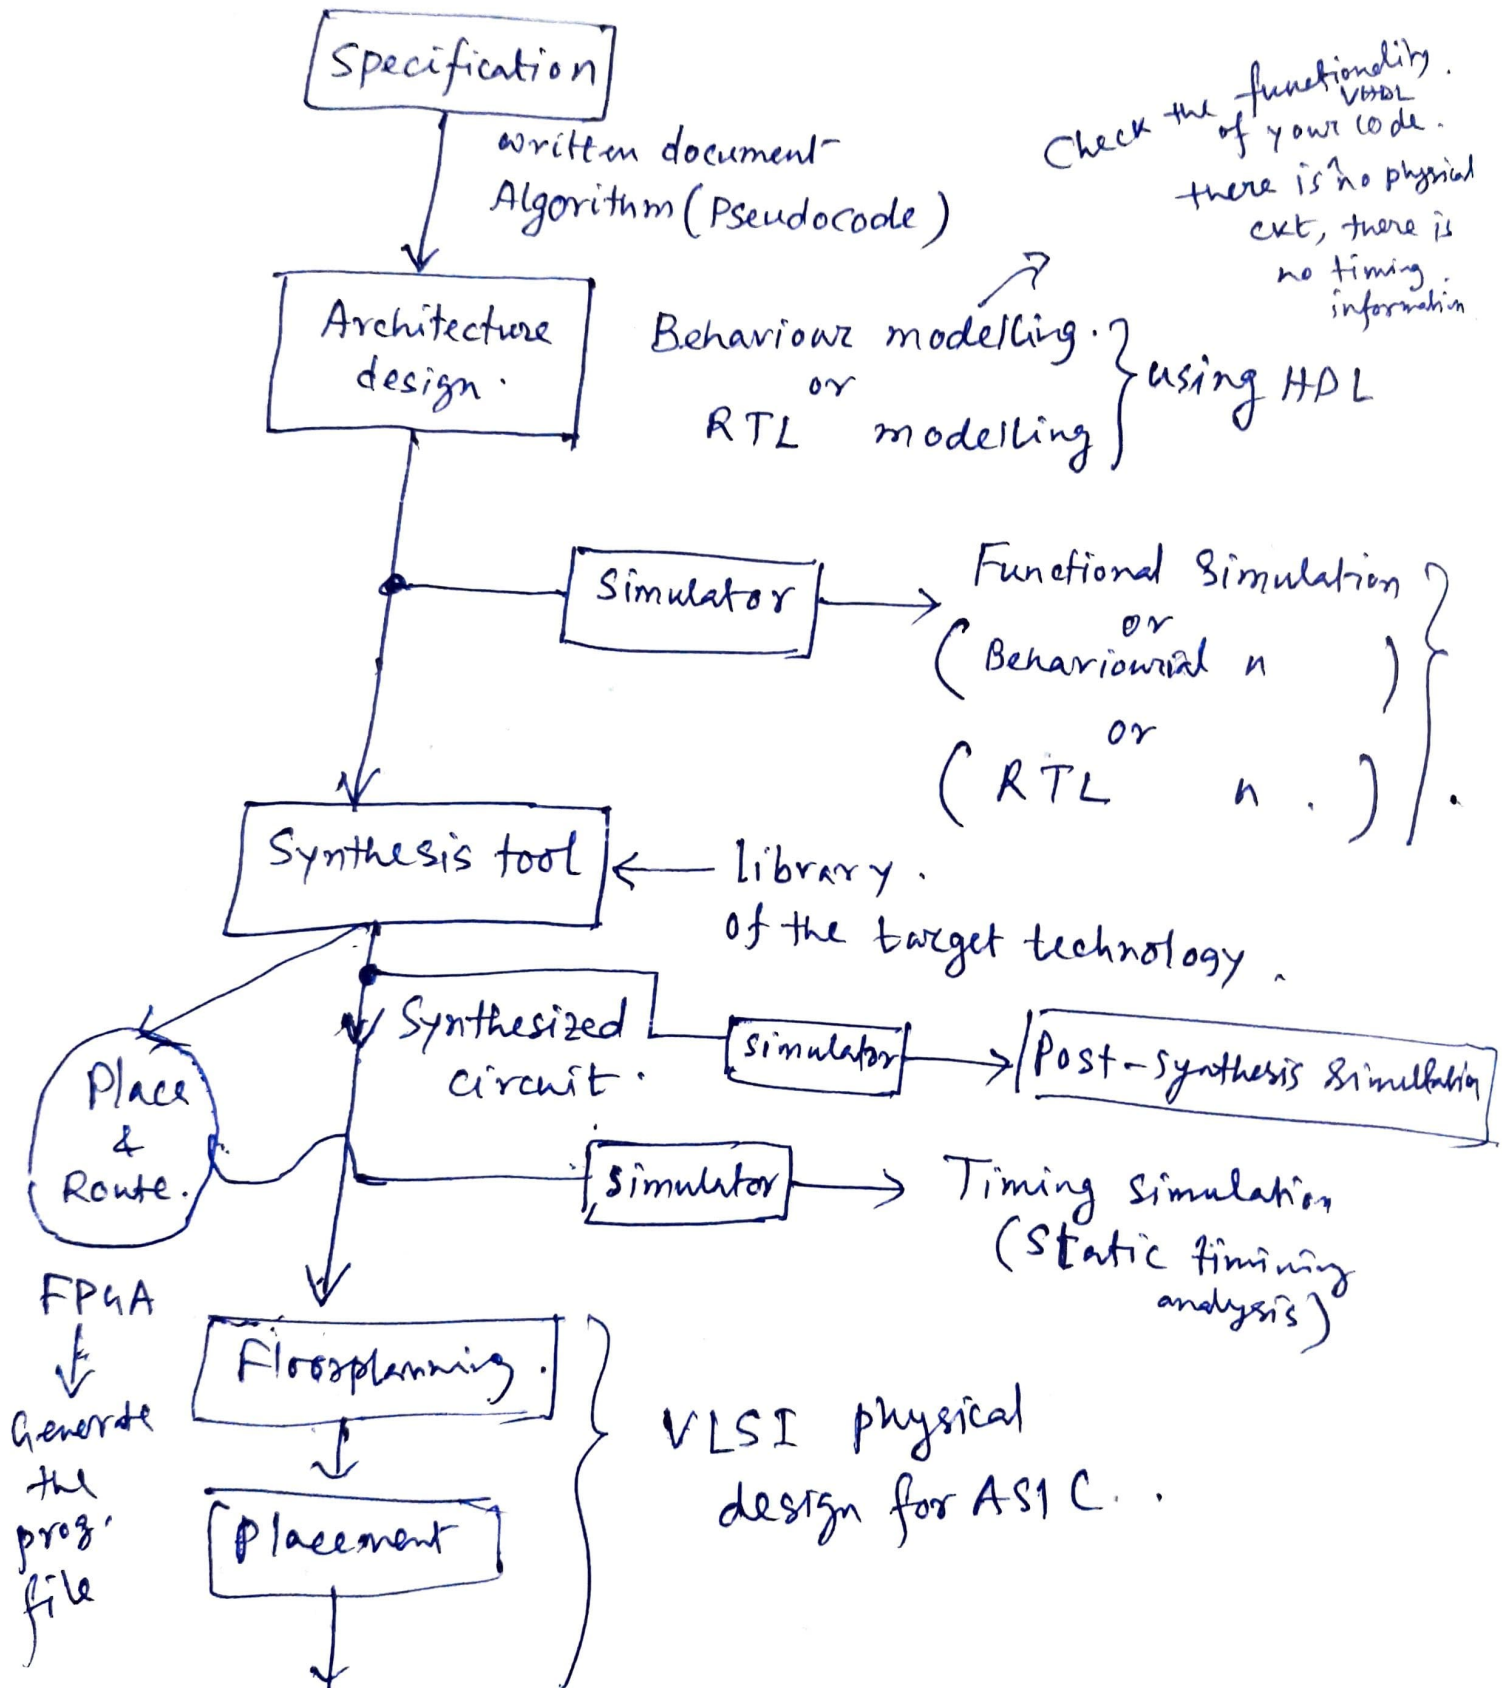 Specification
written document
Algorithm (Pseudocode)
Check the functionality.
of your VHDL code.
there is no physical
ckt, there is
no timing.
information
Architecture
design.
Behaviour modelling.
or
RTL modelling
using HDL
Simulator
Functional Simulation
or
( Behaviourial " )
or
( RTL " . )
Synthesis tool
library.
of the target technology.
Synthesized
circuit.
simulator
Post-synthesis simulation
Place
&
Route.
simulator
Timing simulation
(Static timining
analysis)
FPGA
Generate
the
prog.
file
Floorplanning.
Placement
VLSI physical
design for ASIC..